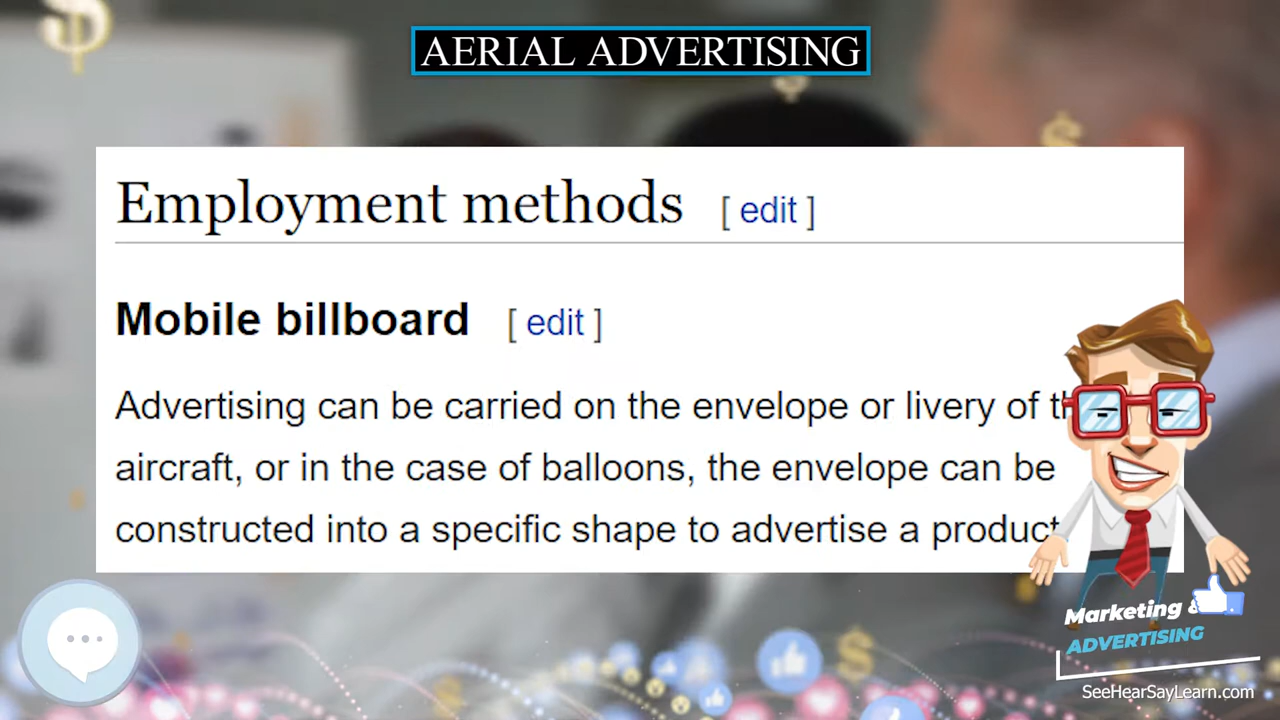 AERIAL ADVERTISING
Employment methods [ edit ]
Mobile billboard [ edit ]
Advertising can be carried on the envelope or livery of
aircraft, or in the case of balloons, the envelope can be
constructed into a specific shape to advertise a product
Marketing &
ADVERTISING
SeeHearSayLearn.com